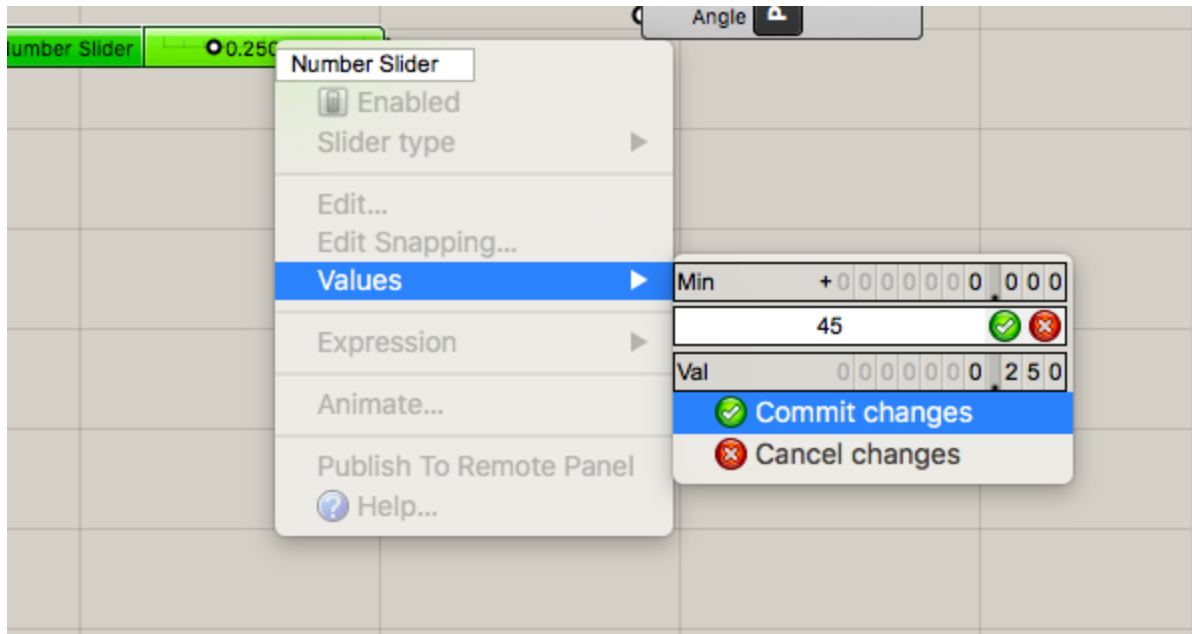 Angle P
Number Slider 0.250
Number Slider
Enabled
Slider type
Edit...
Edit Snapping...
Values
Expression
Animate...
Publish To Remote Panel
Help...
Min +0000000.000
45
Val 0000000.250
Commit changes
Cancel changes